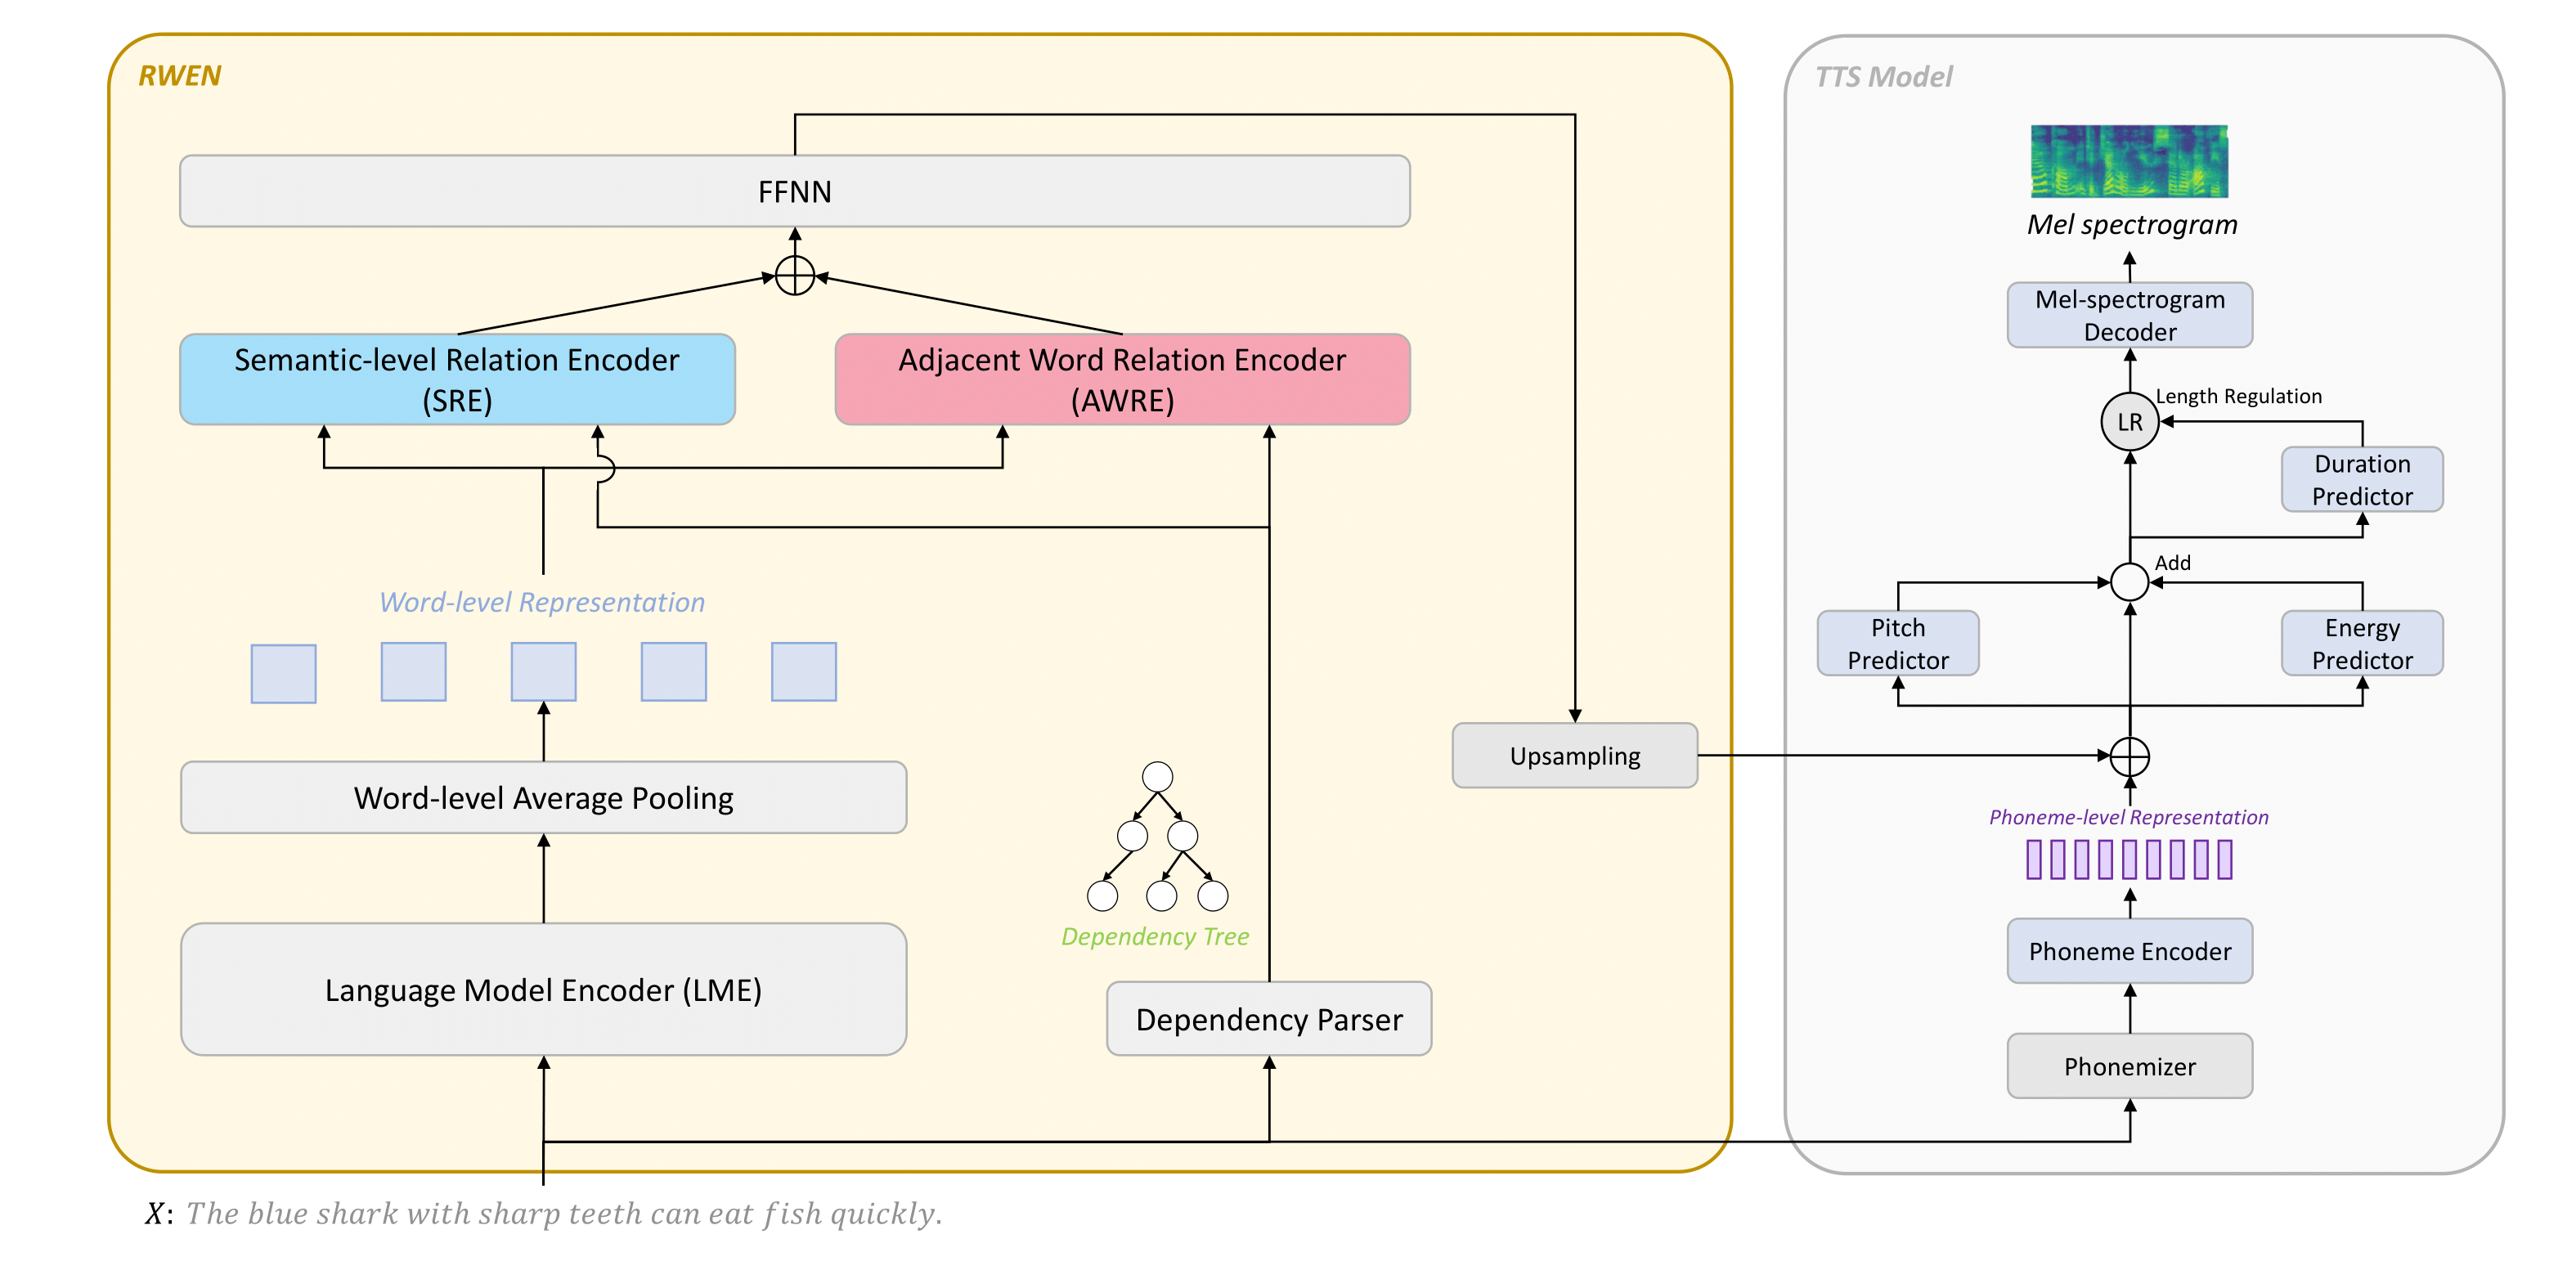 RWEN
FFNN
Semantic-level Relation Encoder
(SRE)
Adjacent Word Relation Encoder
(AWRE)
Word-level Representation
Word-level Average Pooling
Language Model Encoder (LME)
Dependency Tree
Dependency Parser
Upsampling
X: The blue shark with sharp teeth can eat fish quickly.
TTS Model
Mel spectrogram
Mel-spectrogram
Decoder
Length Regulation
LR
Duration
Predictor
Add
Pitch
Predictor
Energy
Predictor
Phoneme-level Representation
Phoneme Encoder
Phonemizer